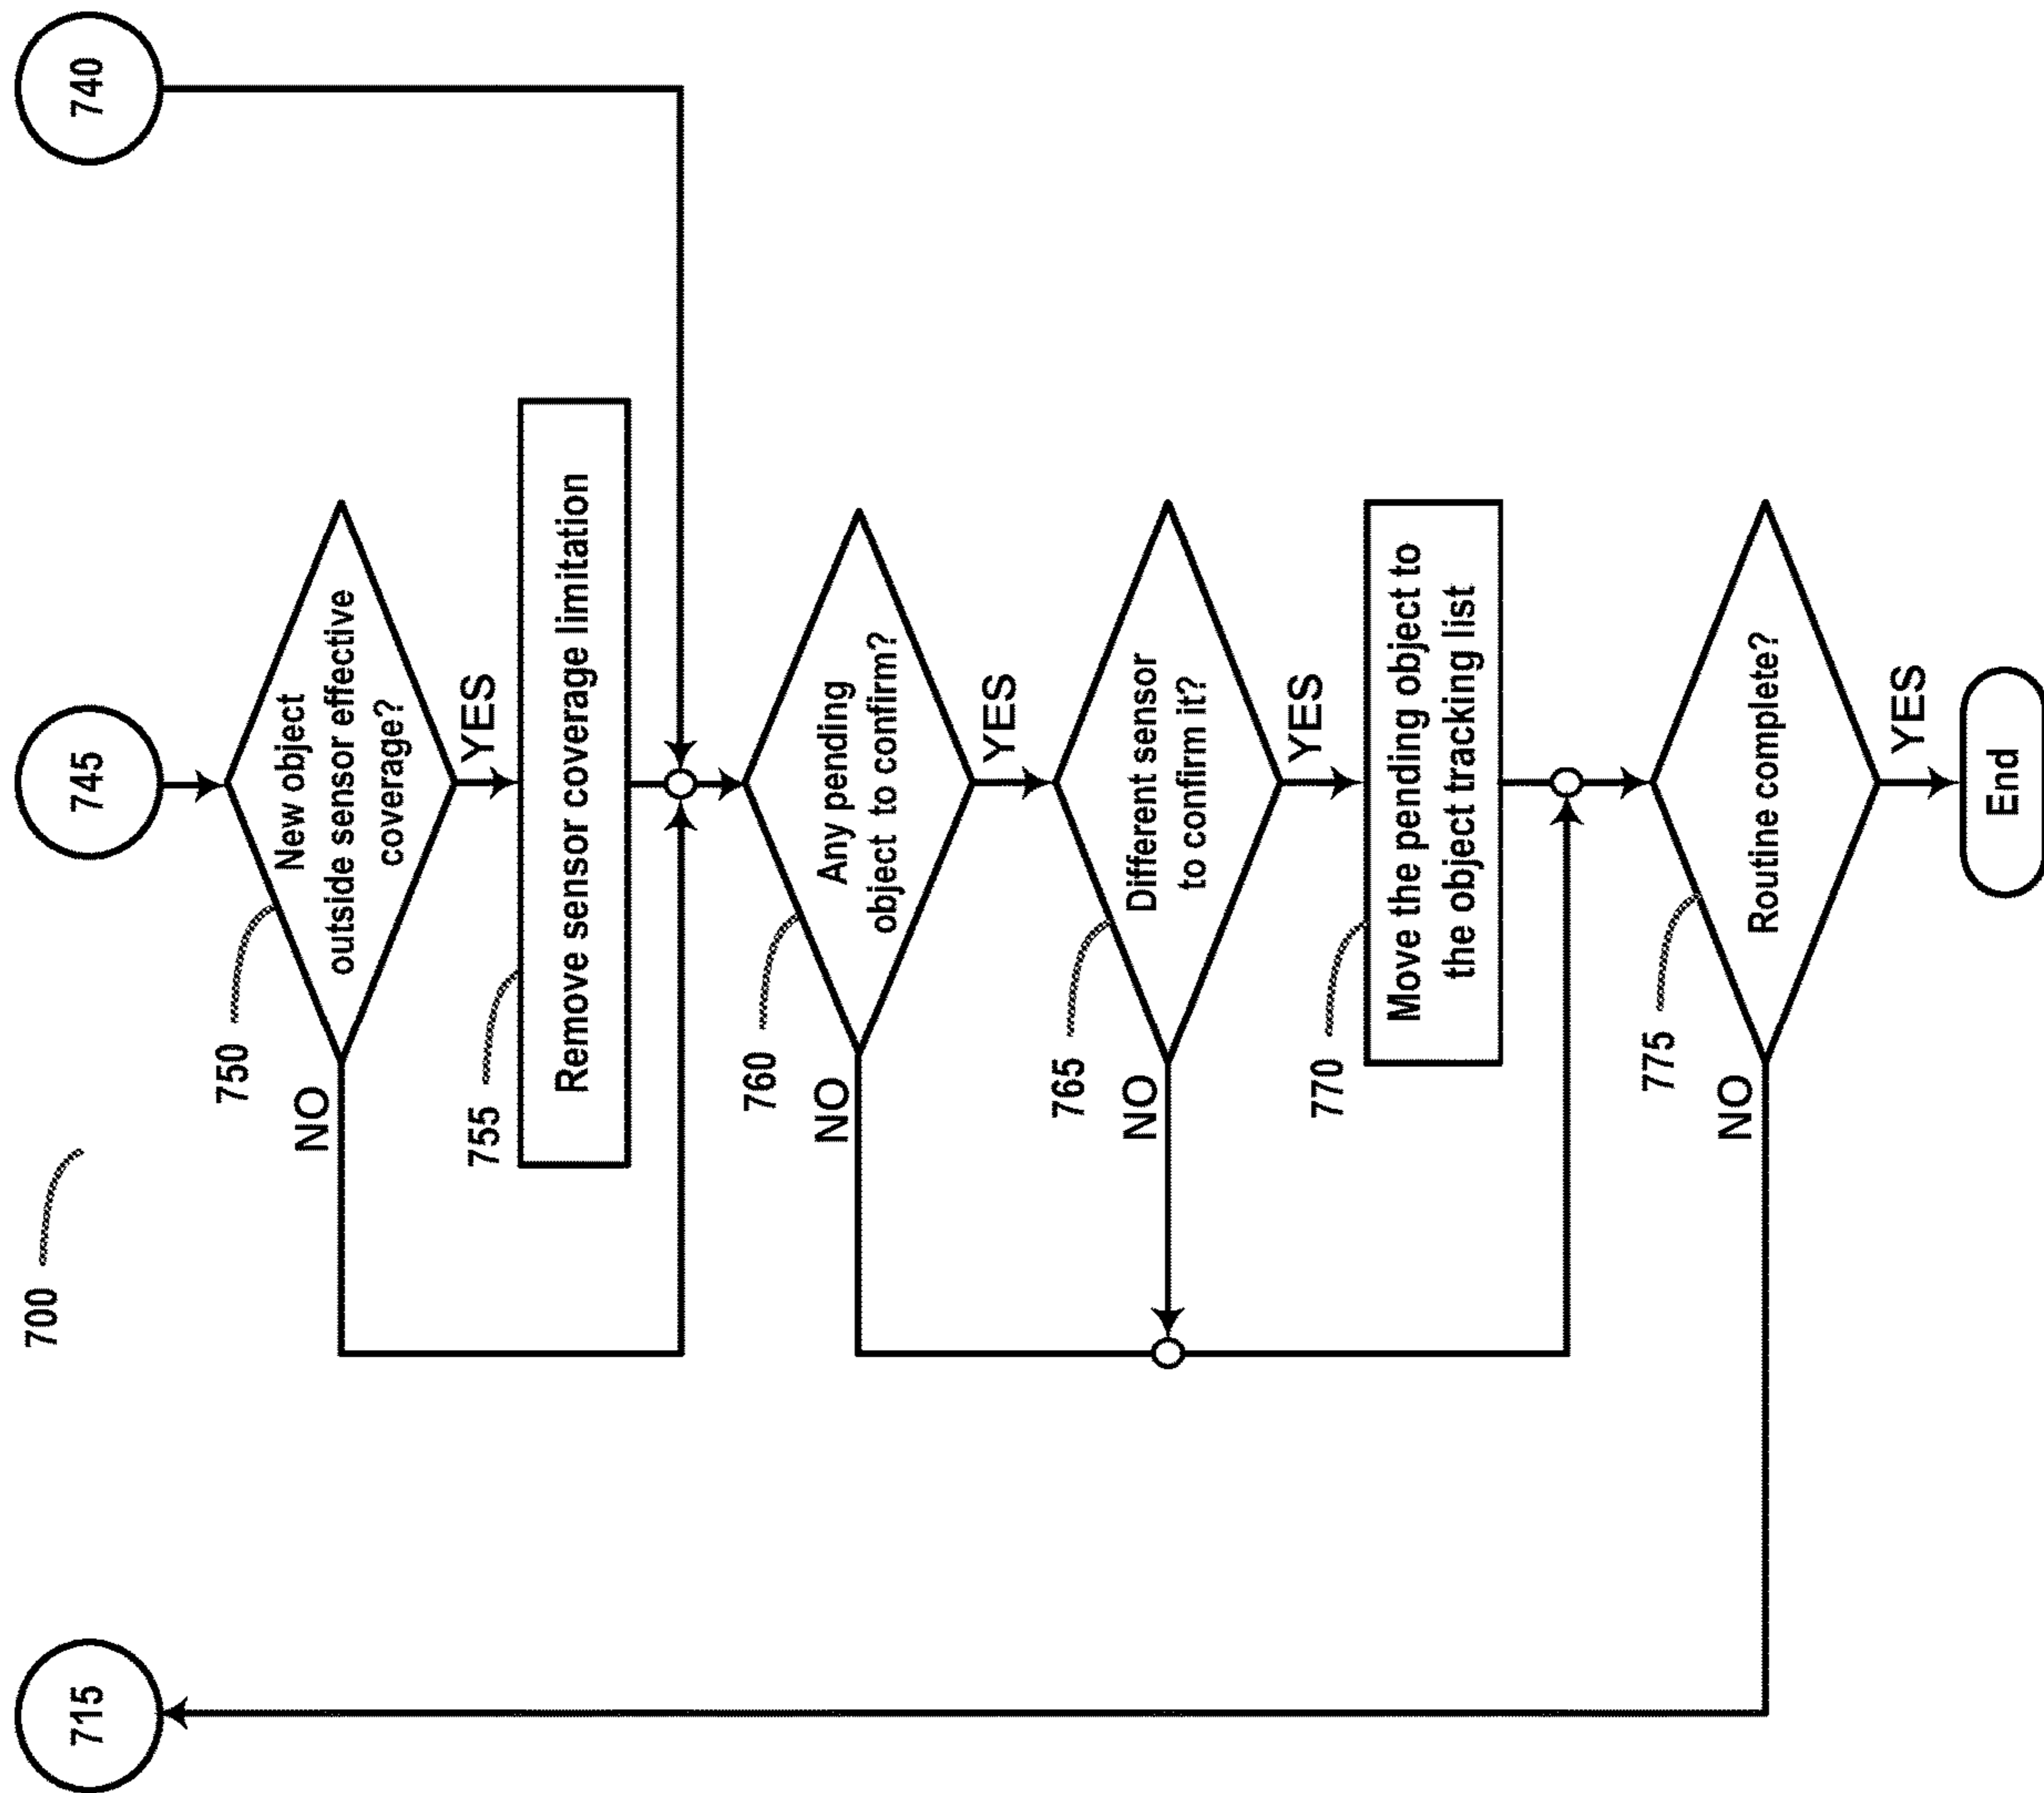 700
715
745
740
750
New object
outside sensor effective
coverage?
NO
YES
755
Remove sensor coverage limitation
760
Any pending
object to confirm?
NO
YES
765
Different sensor
to confirm it?
NO
YES
770
Move the pending object to
the object tracking list
775
Routine complete?
NO
YES
End